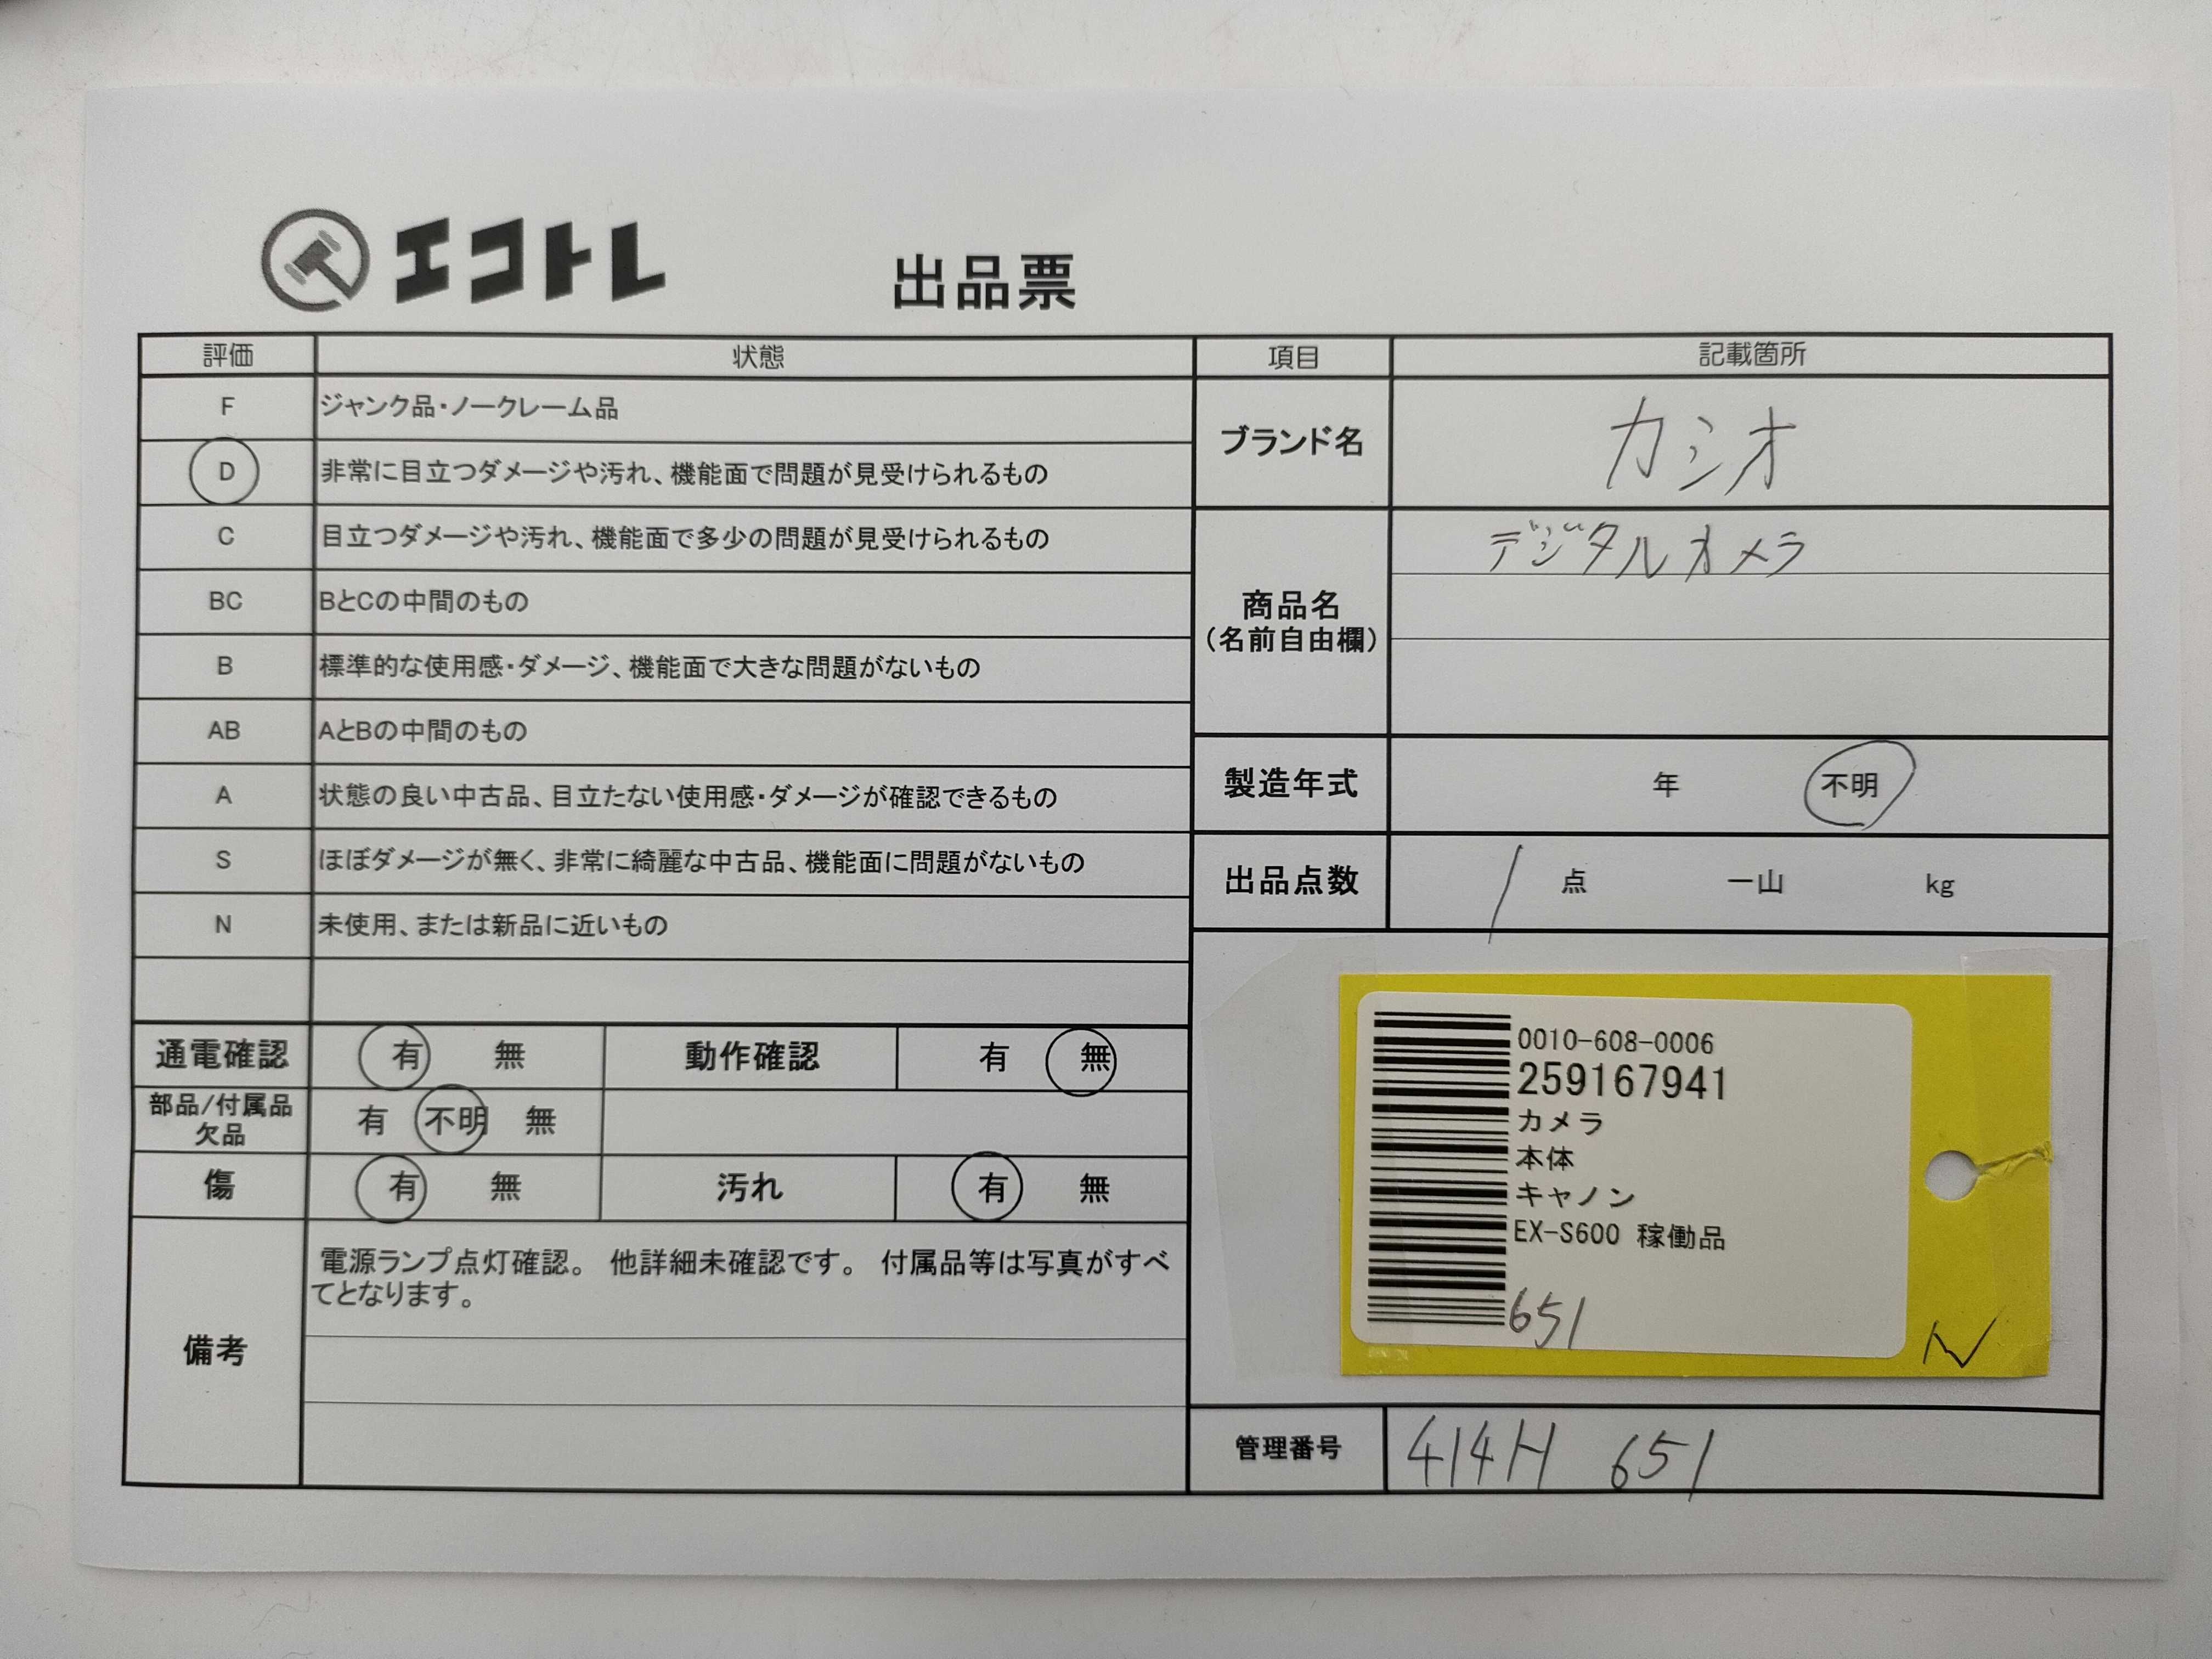 エコトレ 出品票
評価 状態
F ジャンク品・ノークレーム品
D 非常に目立つダメージや汚れ、機能面で問題が見受けられるもの
C 目立つダメージや汚れ、機能面で多少の問題が見受けられるもの
BC BとCの中間のもの
B 標準的な使用感・ダメージ、機能面で大きな問題がないもの
AB AとBの中間のもの
A 状態の良い中古品、目立たない使用感・ダメージが確認できるもの
S ほぼダメージが無く、非常に綺麗な中古品、機能面に問題がないもの
N 未使用、または新品に近いもの
通電確認 有 無 動作確認 有 無
部品/付属品
欠品
有 不明 無
傷 有 無 汚れ 有 無
備考
電源ランプ点灯確認。 他詳細未確認です。 付属品等は写真がすべ
てとなります。
項目 記載箇所
ブランド名 カシオ
商品名
(名前自由欄)
デジタルカメラ
製造年式 年 不明
出品点数 1 点 一山 kg
0010-608-0006
259167941
カメラ
本体
キャノン
EX-S600 稼働品
651
管理番号 414H 651